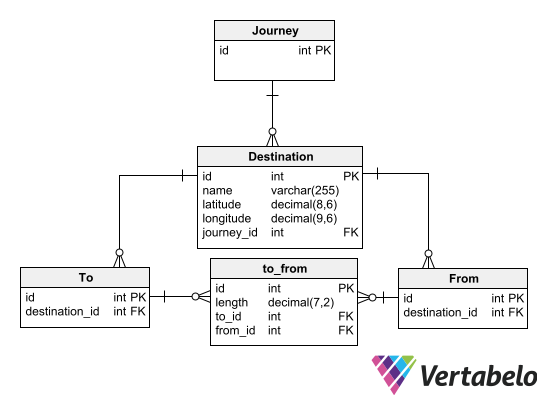 Journey
id int PK
Destination
id int PK
name varchar(255)
latitude decimal(8,6)
longitude decimal(9,6)
journey_id int FK
To
id int PK
destination_id int FK
to_from
id int PK
length decimal(7,2)
to_id int FK
from_id int FK
From
id int PK
destination_id int FK
Vertabelo